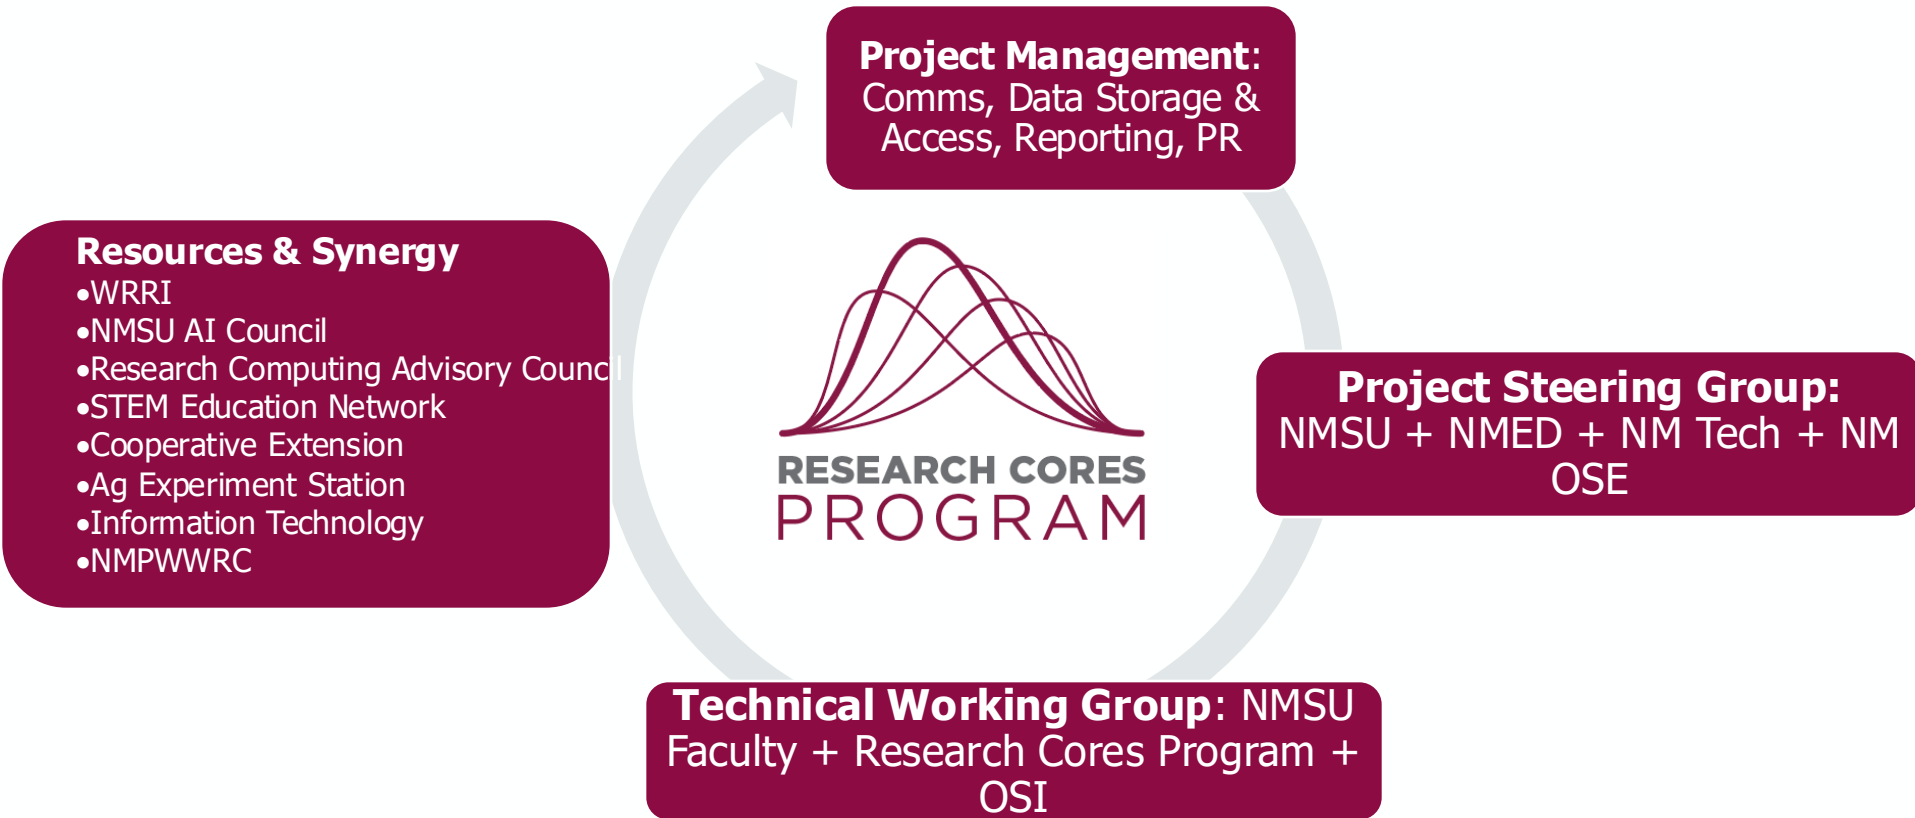 Project Management:
Comms, Data Storage &
Access, Reporting, PR
Resources & Synergy
•WRRI
•NMSU AI Council
•Research Computing Advisory Council
•STEM Education Network
•Cooperative Extension
•Ag Experiment Station
•Information Technology
•NMPWWRC
RESEARCH CORES
PROGRAM
Project Steering Group:
NMSU + NMED + NM Tech + NM
OSE
Technical Working Group: NMSU
Faculty + Research Cores Program +
OSI